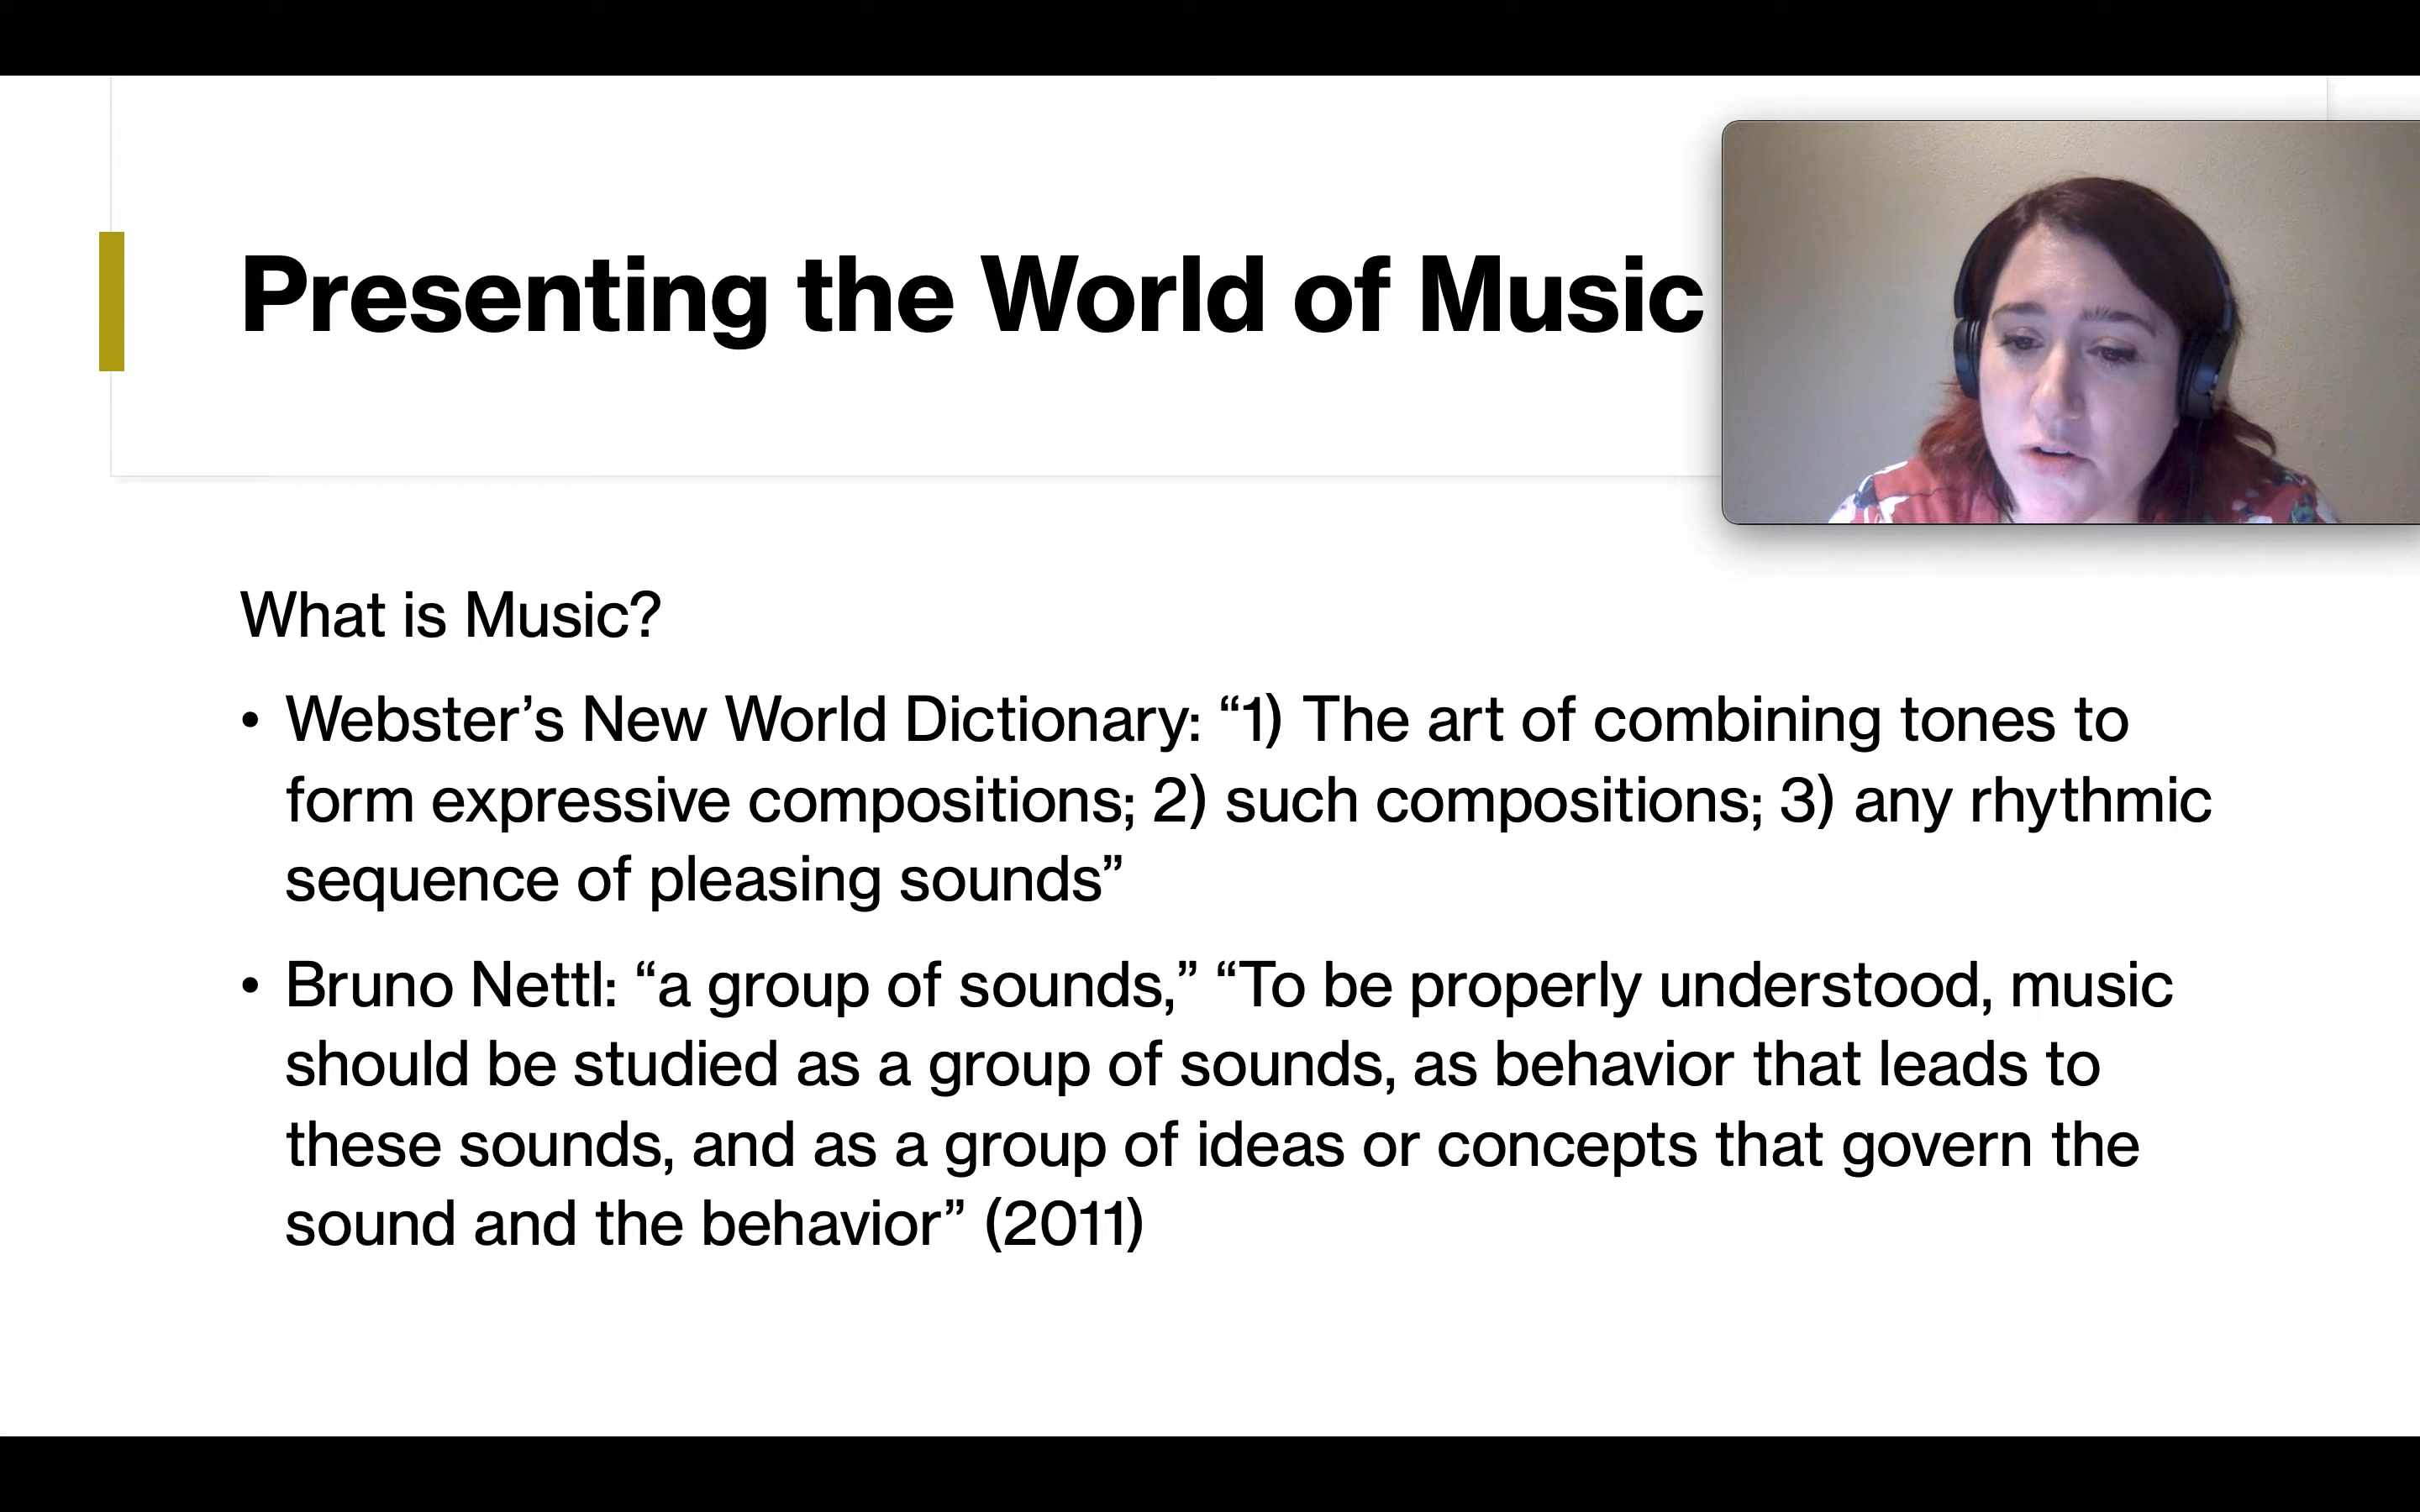 Presenting the World of Music
What is Music?
• Webster’s New World Dictionary: “1) The art of combining tones to
form expressive compositions; 2) such compositions; 3) any rhythmic
sequence of pleasing sounds”
• Bruno Nettl: “a group of sounds,” “To be properly understood, music
should be studied as a group of sounds, as behavior that leads to
these sounds, and as a group of ideas or concepts that govern the
sound and the behavior” (2011)